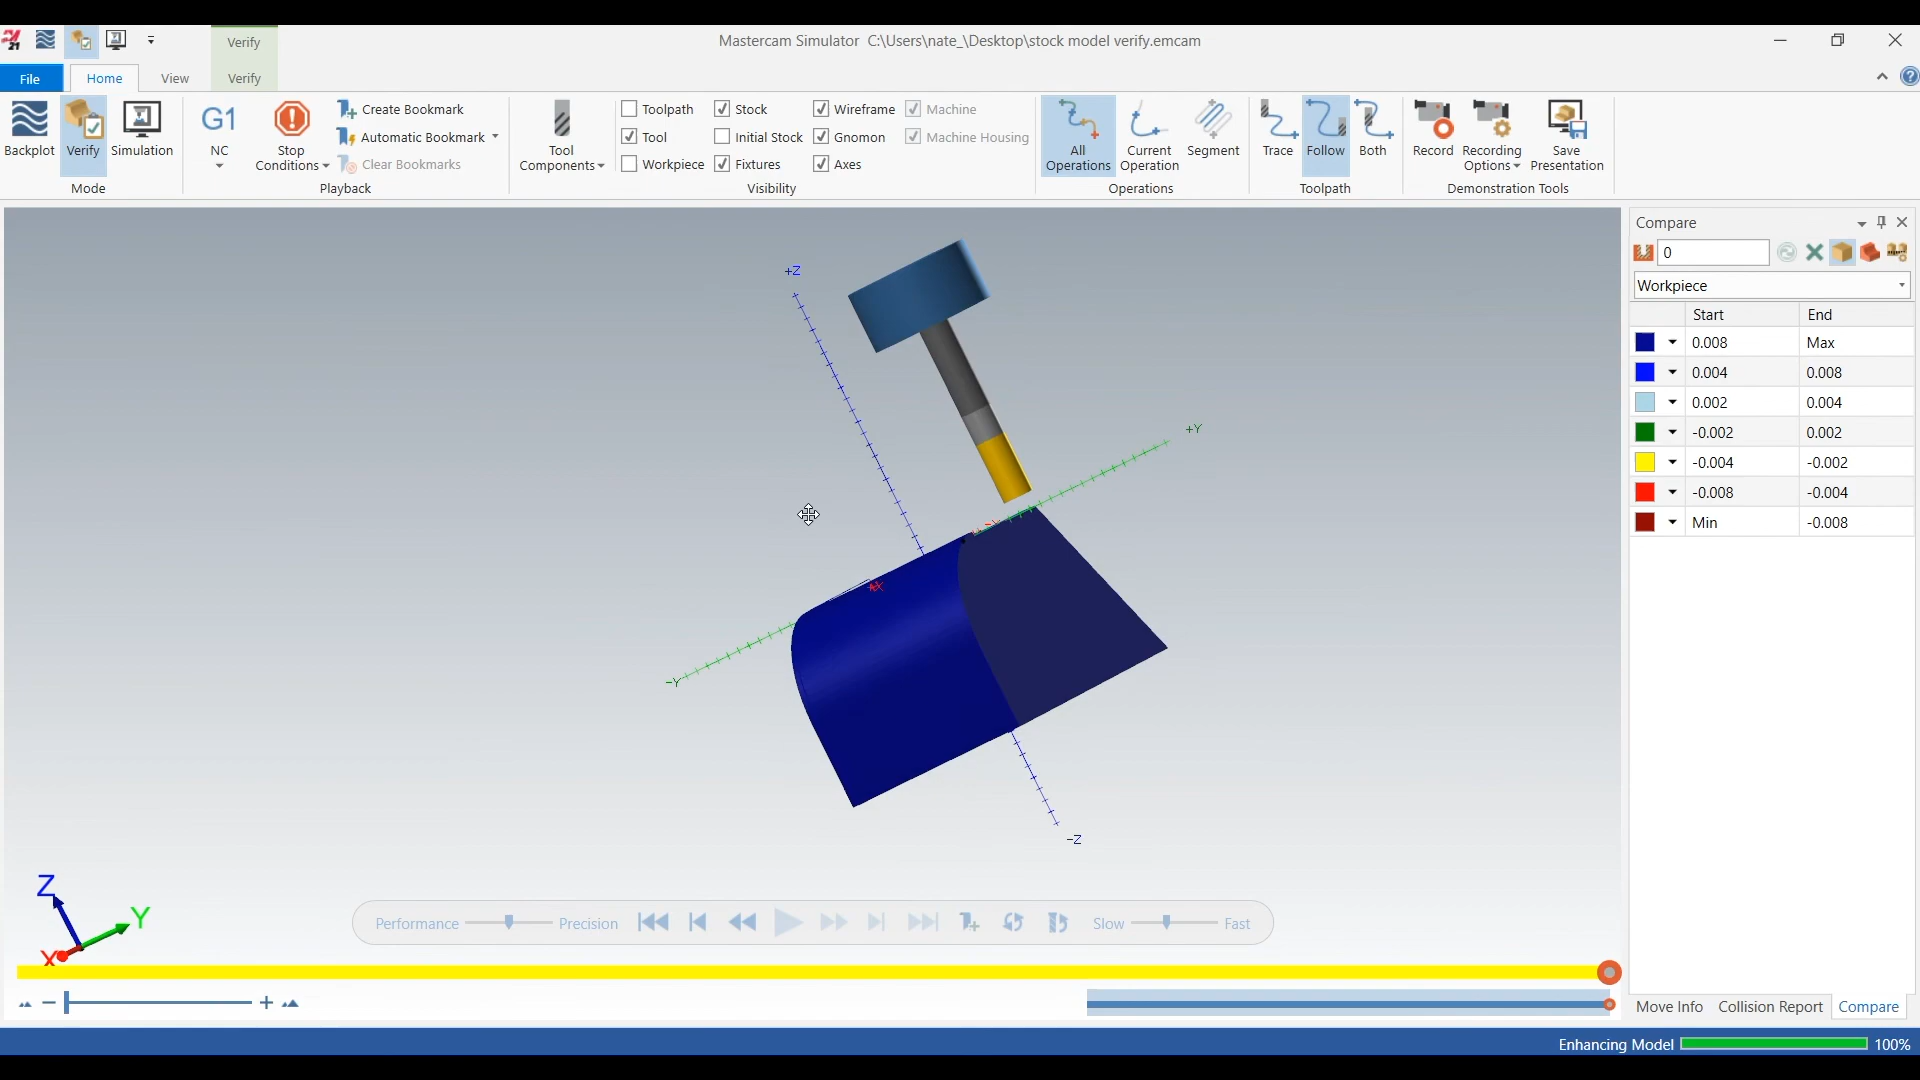 21
Verify
Mastercam Simulator C:\Users\nate_\Desktop\stock model verify.emcam
File
Home
View
Verify
?
Backplot
Verify
Simulation
Mode
G1
NC
Stop Conditions
Create Bookmark
Automatic Bookmark
Clear Bookmarks
Playback
Tool Components
Toolpath
Tool
Workpiece
Stock
Initial Stock
Fixtures
Wireframe
Gnomon
Axes
Machine
Machine Housing
Visibility
All Operations
Current Operation
Segment
Operations
Trace
Follow
Both
Toolpath
Record
Recording Options
Save Presentation
Demonstration Tools
+Z
+Y
-Y
-Z
Z
Y
X
Performance
Precision
Slow
Fast
Compare
0
Workpiece
Start End
0.008 Max
0.004 0.008
0.002 0.004
-0.002 0.002
-0.004 -0.002
-0.008 -0.004
Min -0.008
Move Info
Collision Report
Compare
Enhancing Model
100%